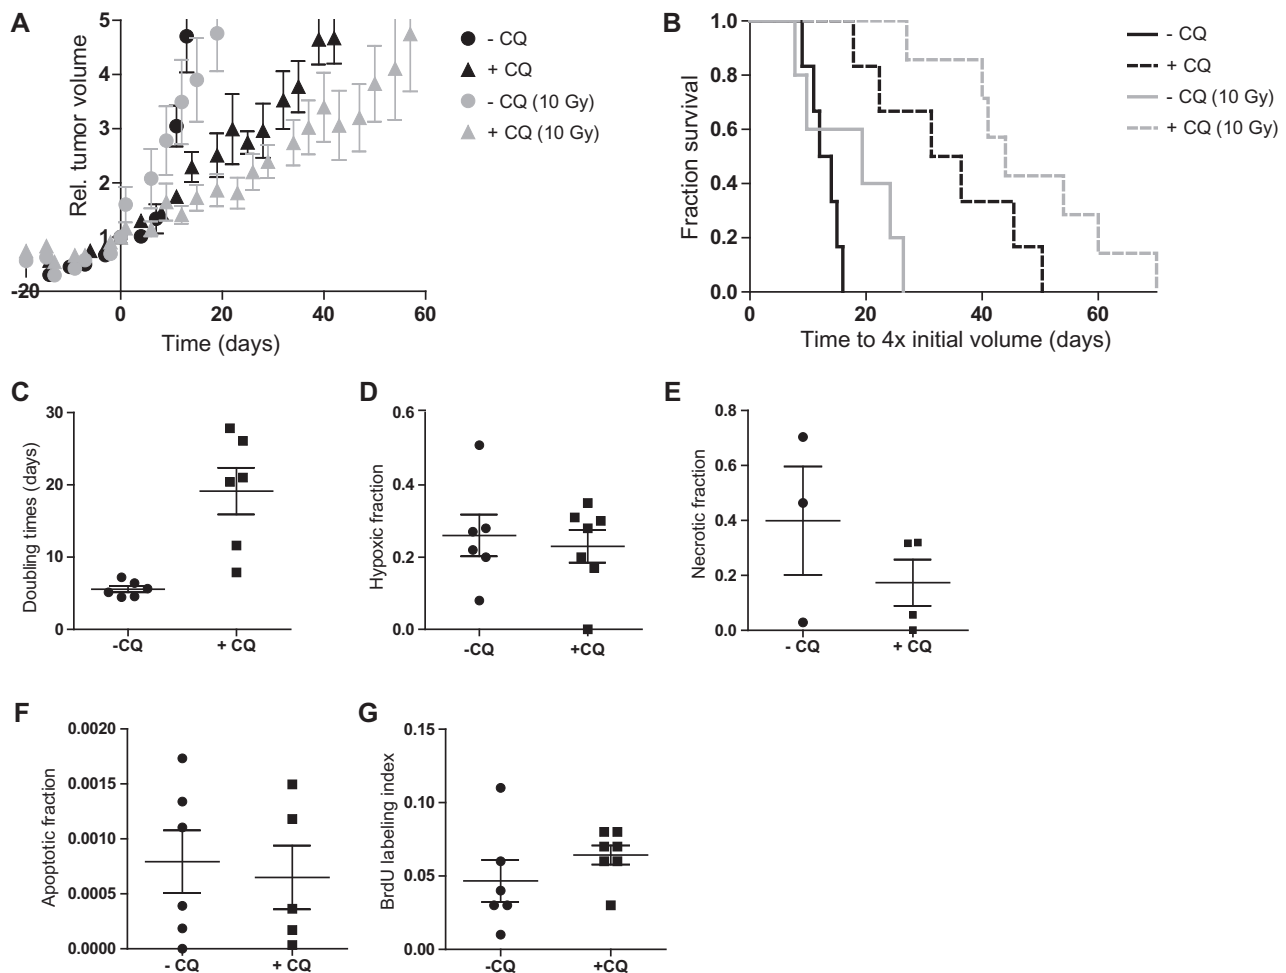 A
Rel. tumor volume
5
4
3
2
1
-20
0
20
40
60
Time (days)
- CQ
+ CQ
- CQ (10 Gy)
+ CQ (10 Gy)
B
Fraction survival
1.0
0.8
0.6
0.4
0.2
0.0
0
20
40
60
Time to 4x initial volume (days)
- CQ
+ CQ
- CQ (10 Gy)
+ CQ (10 Gy)
C
Doubling times (days)
30
20
10
0
-CQ
+ CQ
D
Hypoxic fraction
0.6
0.4
0.2
0.0
-CQ
+CQ
E
Necrotic fraction
0.8
0.6
0.4
0.2
0.0
- CQ
+ CQ
F
Apoptotic fraction
0.0020
0.0015
0.0010
0.0005
0.0000
- CQ
+ CQ
G
BrdU labeling index
0.15
0.10
0.05
0.00
-CQ
+CQ